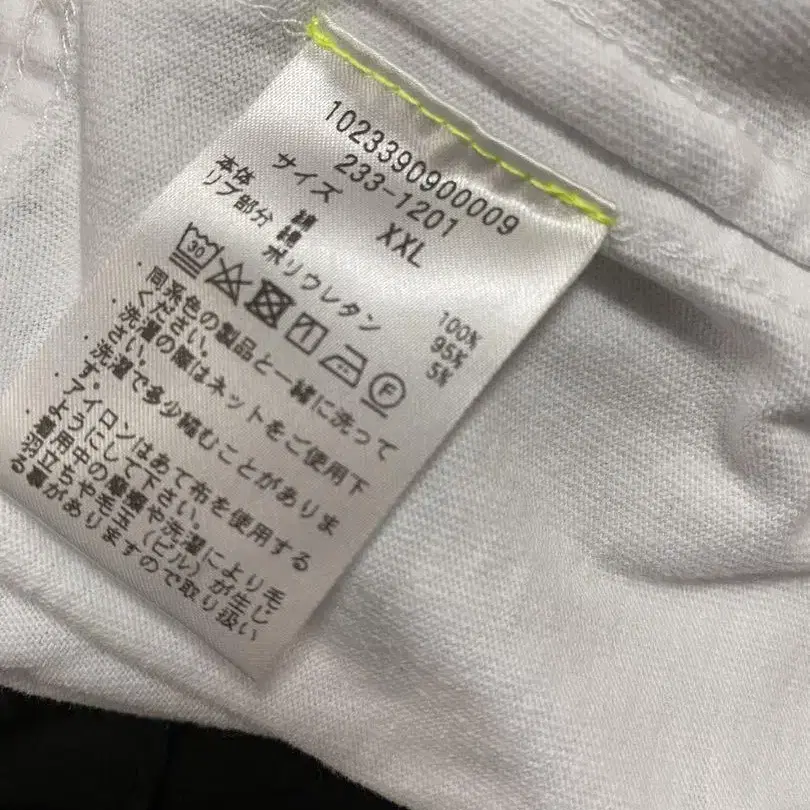 1023390900009
233-1201
サイズ XXL
本体 綿 100%
リブ部分 綿 95%
ポリウレタン 5%
30 F
・同系色の製品と一緒に洗って
ください。
・洗濯の際はネットをご使用下
さい。
・洗濯で多少縮むことがありま
す。
・アイロンはあて布を使用する
ようにして下さい。
・着用中の摩擦や洗濯により毛
羽立ちや毛玉（ピル）が生じ
る事がありますので取り扱い